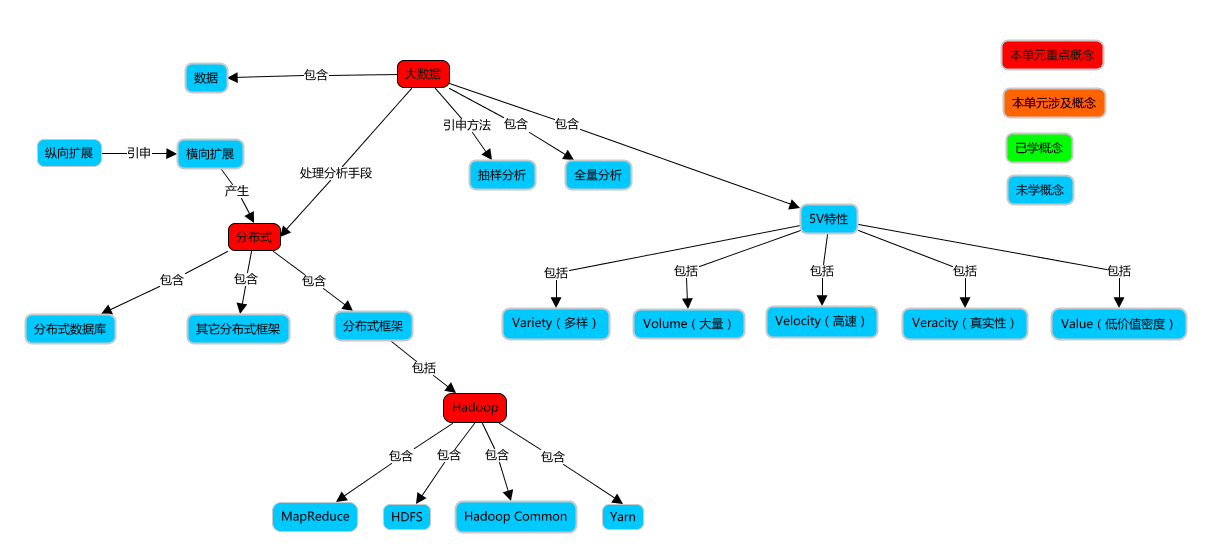 本单元重点概念
数据
包含
大数据
本单元涉及概念
引申方法
包含
包含
已学概念
纵向扩展
引申
横向扩展
处理分析手段
抽样分析
全量分析
未学概念
产生
5V特性
分布式
包含
包含
包含
包括
包括
包括
包括
包括
分布式数据库
其它分布式框架
分布式框架
Variety（多样）
Volume（大量）
Velocity（高速）
Veracity（真实性）
Value（低价值密度）
包括
Hadoop
包含
包含
包含
包含
MapReduce
HDFS
Hadoop Common
Yarn